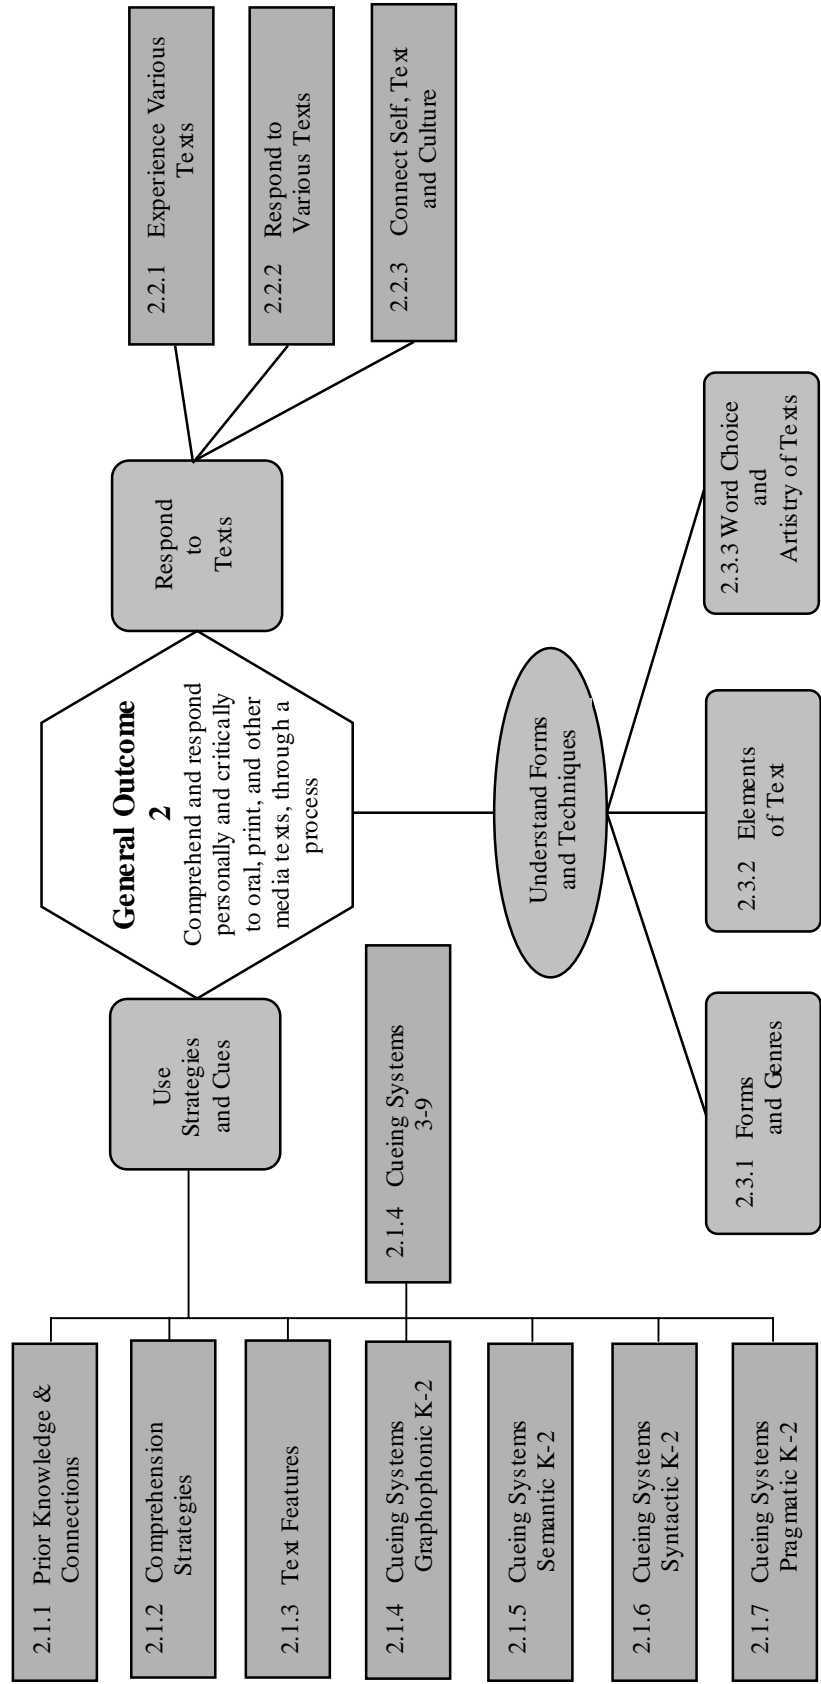 General Outcome
2
Comprehend and respond
personally and critically
to oral, print, and other
media texts, through a
process
Use
Strategies
and Cues
2.1.1 Prior Knowledge &
Connections
2.1.2 Comprehension
Strategies
2.1.3 Text Features
2.1.4 Cueing Systems
Graphophonic K-2
2.1.5 Cueing Systems
Semantic K-2
2.1.6 Cueing Systems
Syntactic K-2
2.1.7 Cueing Systems
Pragmatic K-2
2.1.4 Cueing Systems
3-9
Respond
to
Texts
2.2.1 Experience Various
Texts
2.2.2 Respond to
Various Texts
2.2.3 Connect Self, Text
and Culture
Understand Forms
and Techniques
2.3.1 Forms
and Genres
2.3.2 Elements
of Text
2.3.3 Word Choice
and
Artistry of Texts